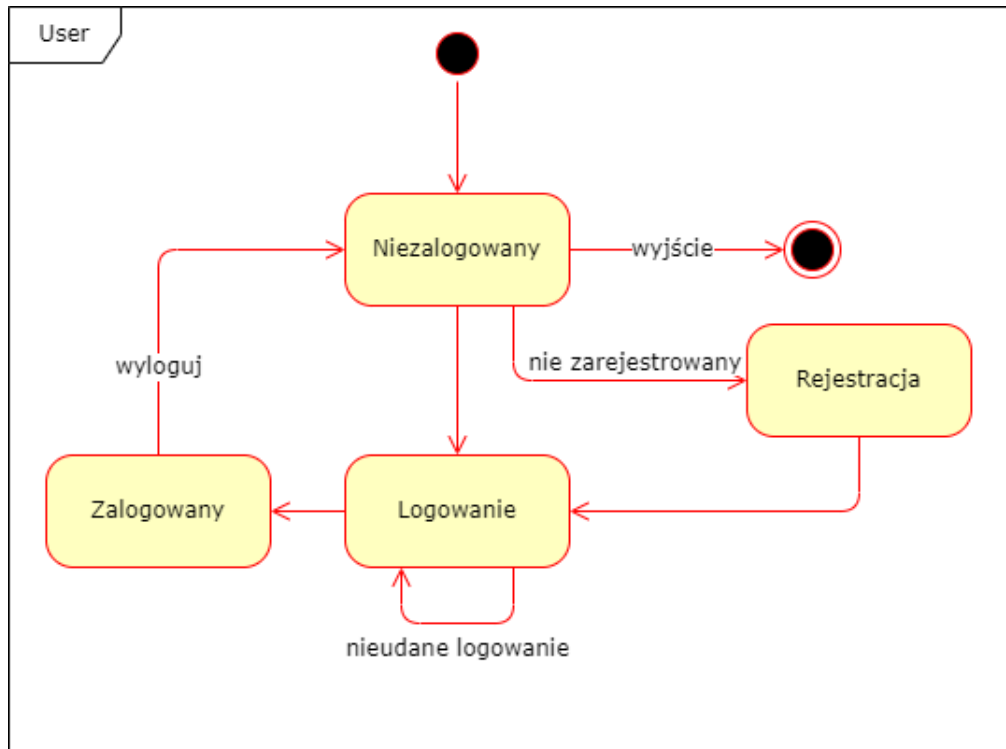 User
Niezalogowany
wyjście
wyloguj
nie zarejestrowany
Rejestracja
Zalogowany
Logowanie
nieudane logowanie